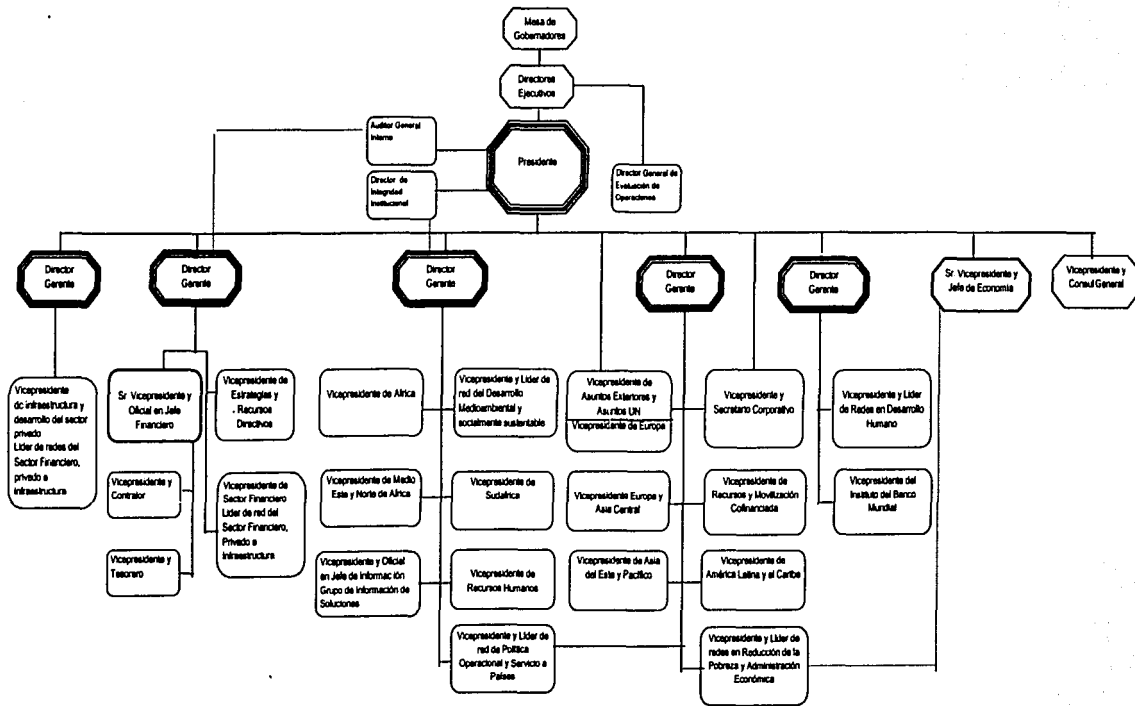 Mesa de
Gobernadores
Directores
Ejecutivos
Auditor General
Interno
Presidente
Director de
Integridad
Institucional
Director General de
Evaluación de
Operaciones
Director
Gerente
Director
Gerente
Director
Gerente
Director
Gerente
Director
Gerente
Sr. Vicepresidente y
Jefe de Economía
Vicepresidente y
Consul General
Vicepresidente
de infraestructura y
desarrollo del sector
privado
Líder de redes del
Sector Financiero,
privado e
infraestructura
Sr. Vicepresidente y
Oficial en Jefe
Financiero
Vicepresidente de
Estrategias y
Recursos
Directivos
Vicepresidente de Africa
Vicepresidente y Líder de
red del Desarrollo
Medioambiental y
socialmente sustentable
Vicepresidente de
Asuntos Exteriores y
Asuntos UN
Vicepresidente de Europa
Vicepresidente y
Secretario Corporativo
Vicepresidente y Líder
de Redes en Desarrollo
Humano
Vicepresidente y
Contralor
Vicepresidente de
Sector Financiero
Líder de red del
Sector Financiero,
Privado e
Infraestructura
Vicepresidente de Medio
Este y Norte de Africa
Vicepresidente de
Sudafrica
Vicepresidente Europa y
Asia Central
Vicepresidente de
Recursos y Movilización
Cofinanciada
Vicepresidente del
Instituto del Banco
Mundial
Vicepresidente y
Tesorero
Vicepresidente y Oficial
en Jefe de Información
Grupo de Información de
Soluciones
Vicepresidente de
Recursos Humanos
Vicepresidente de Asia
del Este y Pacífico
Vicepresidente de
América Latina y el Caribe
Vicepresidente y Líder de
red de Política
Operacional y Servicio a
Países
Vicepresidente y Líder de
redes en Reducción de la
Pobreza y Administración
Económica